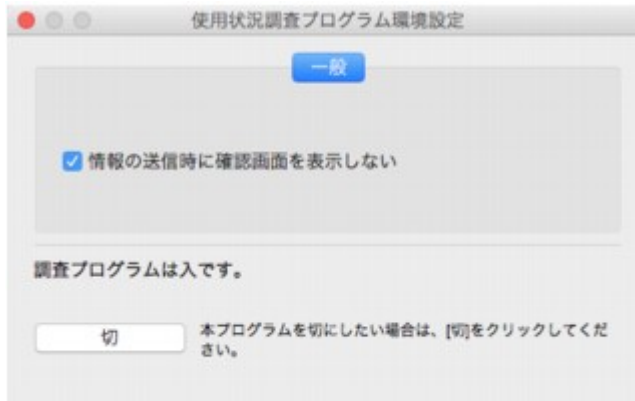 使用状況調査プログラム環境設定
一般
情報の送信時に確認画面を表示しない
調査プログラムは入です。
切
本プログラムを切にしたい場合は、[切]をクリックしてくだ
さい。